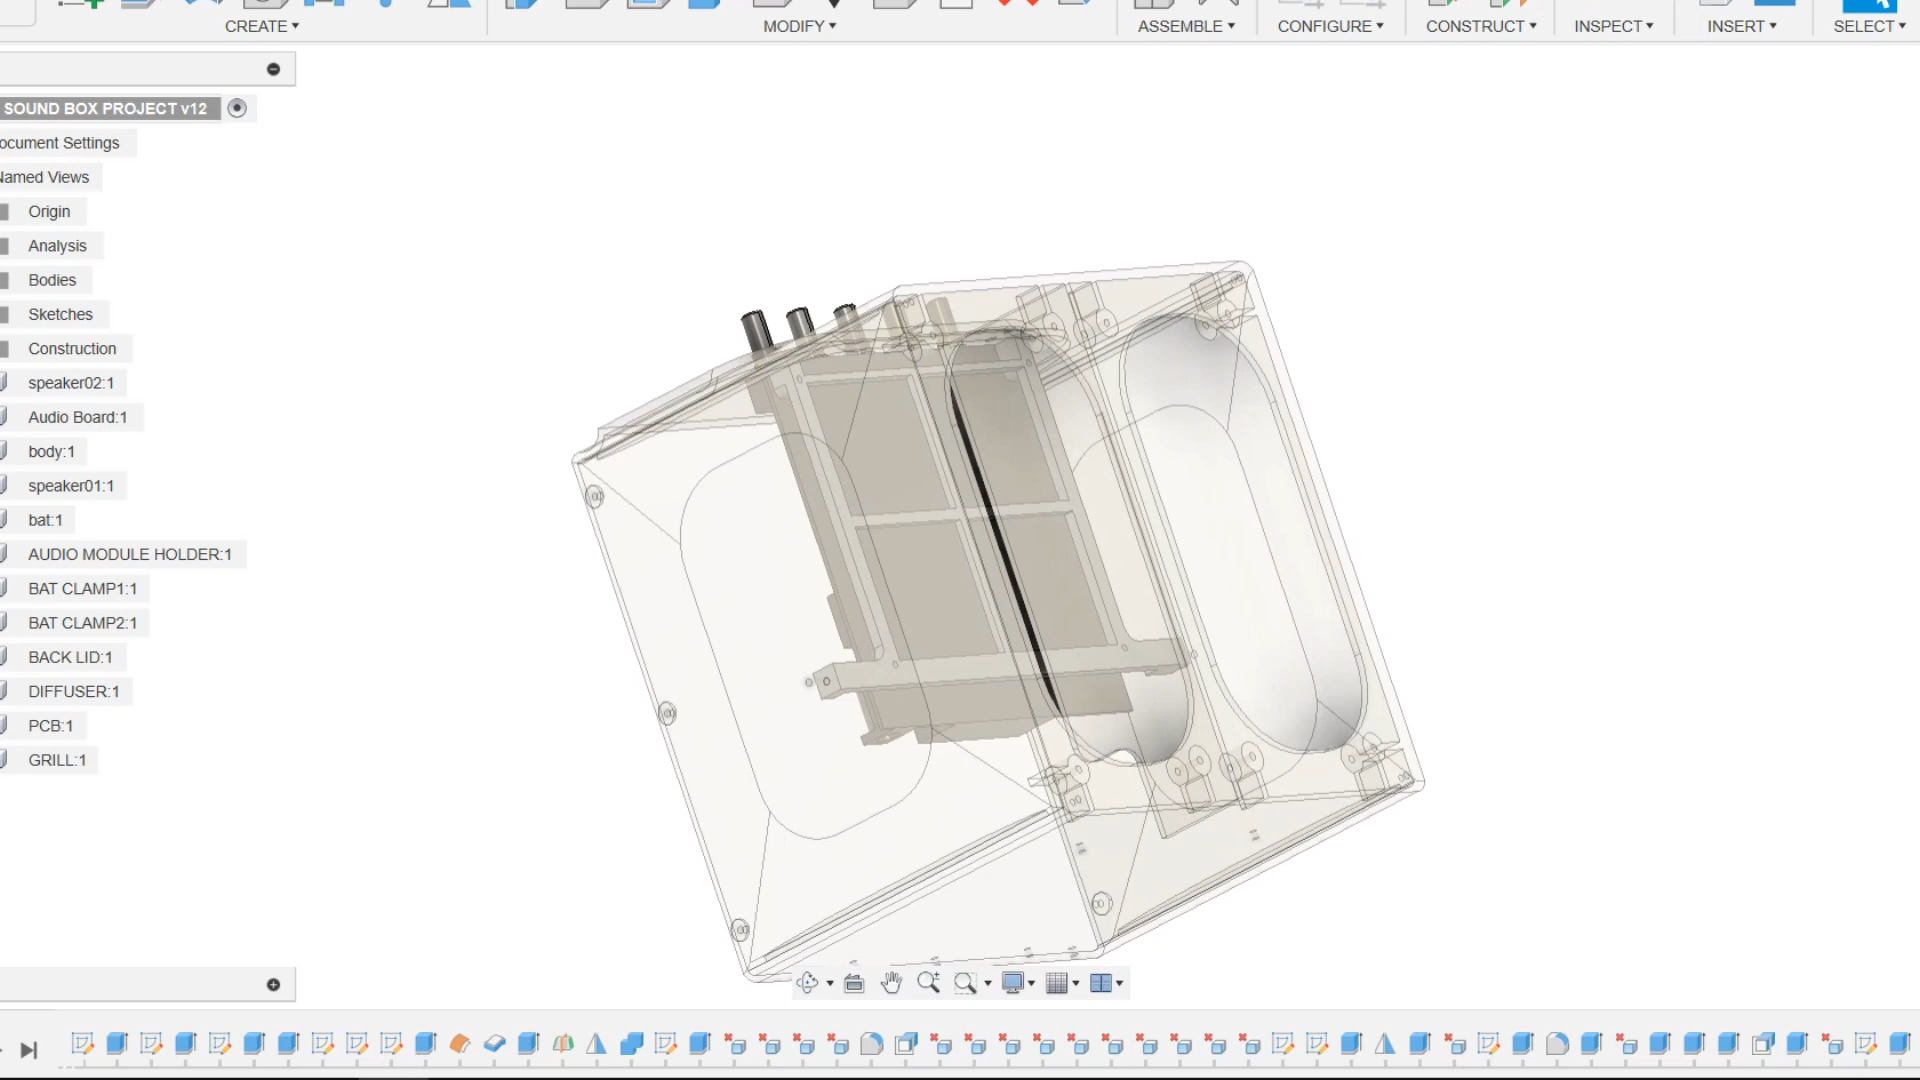 CREATE
MODIFY
ASSEMBLE
CONFIGURE
CONSTRUCT
INSPECT
INSERT
SELECT
SOUND BOX PROJECT v12
ocument Settings
Named Views
Origin
Analysis
Bodies
Sketches
Construction
speaker02:1
Audio Board:1
body:1
speaker01:1
bat:1
AUDIO MODULE HOLDER:1
BAT CLAMP1:1
BAT CLAMP2:1
BACK LID:1
DIFFUSER:1
PCB:1
GRILL:1